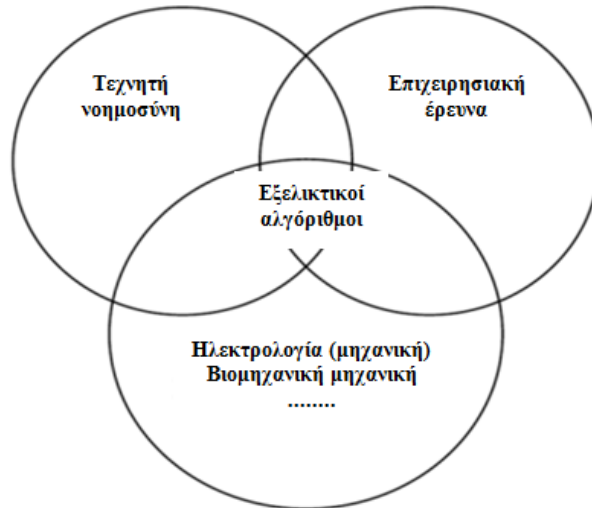 Τεχνητή
νοημοσύνη
Επιχειρησιακή
έρευνα
Εξελικτικοί
αλγόριθμοι
Ηλεκτρολογία (μηχανική)
Βιομηχανική μηχανική
........